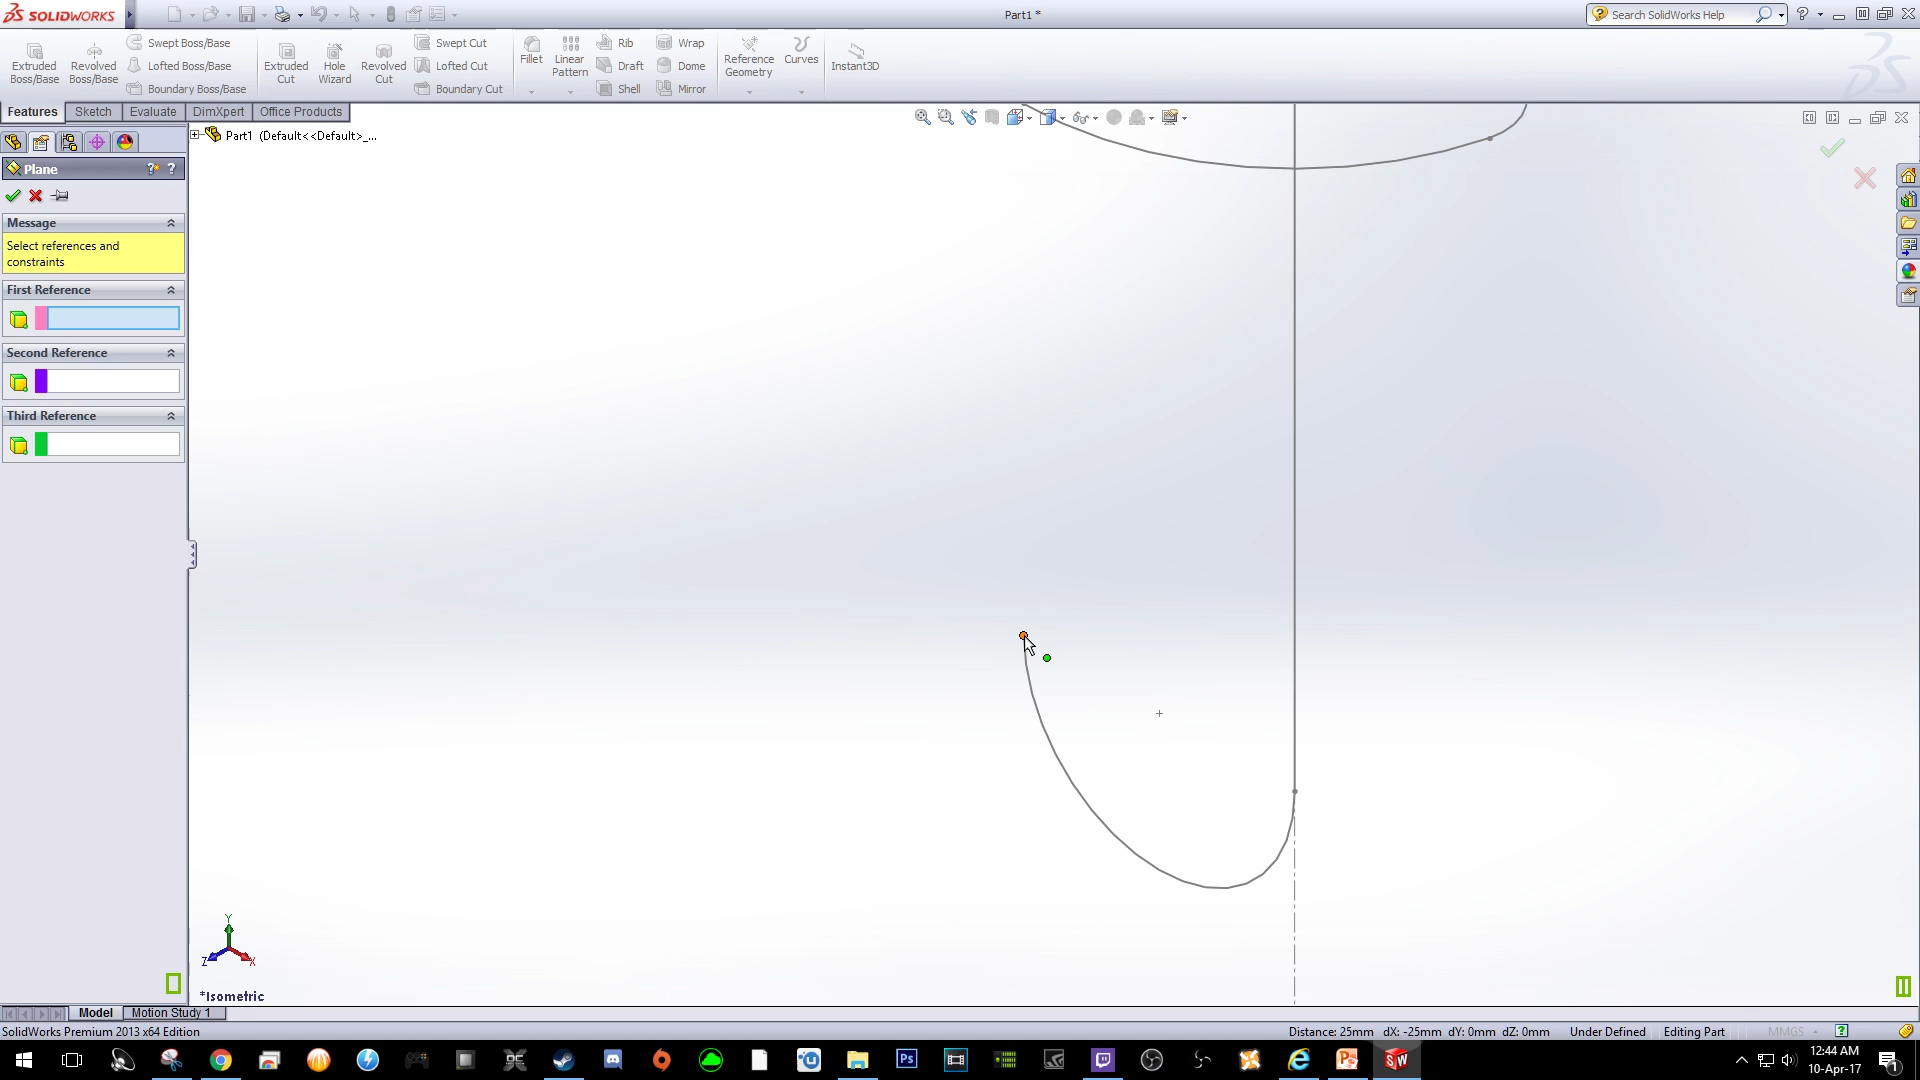 SOLIDWORKS
Part1 *
Search SolidWorks Help
Extruded Boss/Base
Revolved Boss/Base
Swept Boss/Base
Lofted Boss/Base
Boundary Boss/Base
Extruded Cut
Hole Wizard
Revolved Cut
Swept Cut
Lofted Cut
Boundary Cut
Fillet
Linear Pattern
Rib
Draft
Shell
Wrap
Dome
Mirror
Reference Geometry
Curves
Instant3D
Features
Sketch
Evaluate
DimXpert
Office Products
Part1 (Default<<Default>_...
Plane
Message
Select references and
constraints
First Reference
Second Reference
Third Reference
Y
Z
X
*Isometric
Model
Motion Study 1
SolidWorks Premium 2013 x64 Edition
Distance: 25mm dX: -25mm dY: 0mm dZ: 0mm
Under Defined
Editing Part
MMGS
Ps
SW
12:44 AM
10-Apr-17
1